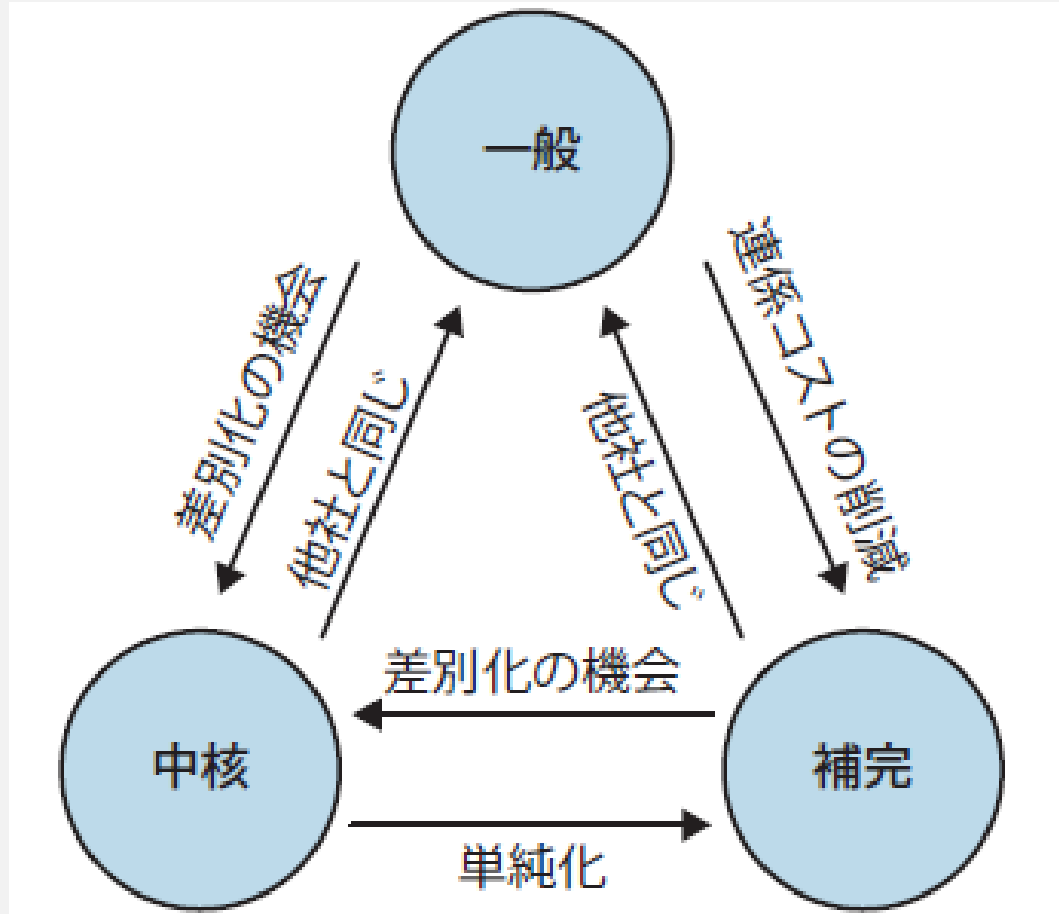 一般
差別化の機会
他社と同じ
他社と同じ
連係コストの削減
差別化の機会
中核
補完
単純化